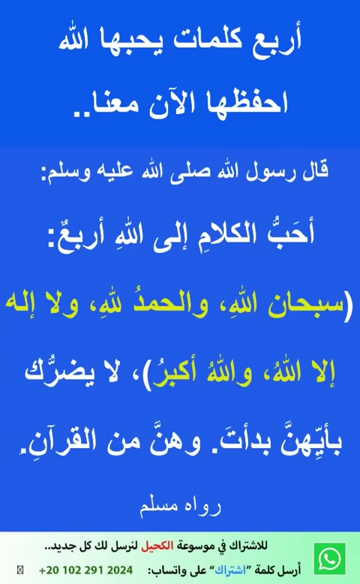 أربع كلمات يحبها الله
احفظها الآن معنا..
قال رسول الله صلى الله عليه وسلم:
أحَبُّ الكلامِ إلى اللهِ أربعٌ:
(سبحان اللهِ، والحمدُ للهِ، ولا إله
إلا اللهُ، واللهُ أكبرُ)، لا يضرُّك
بأيِّهنَّ بدأتَ. وهنَّ من القرآنِ.
رواه مسلم
للاشتراك في موسوعة الكحيل لنرسل لك كل جديد..
أرسل كلمة "اشتراك" على واتساب: +20 102 291 2024